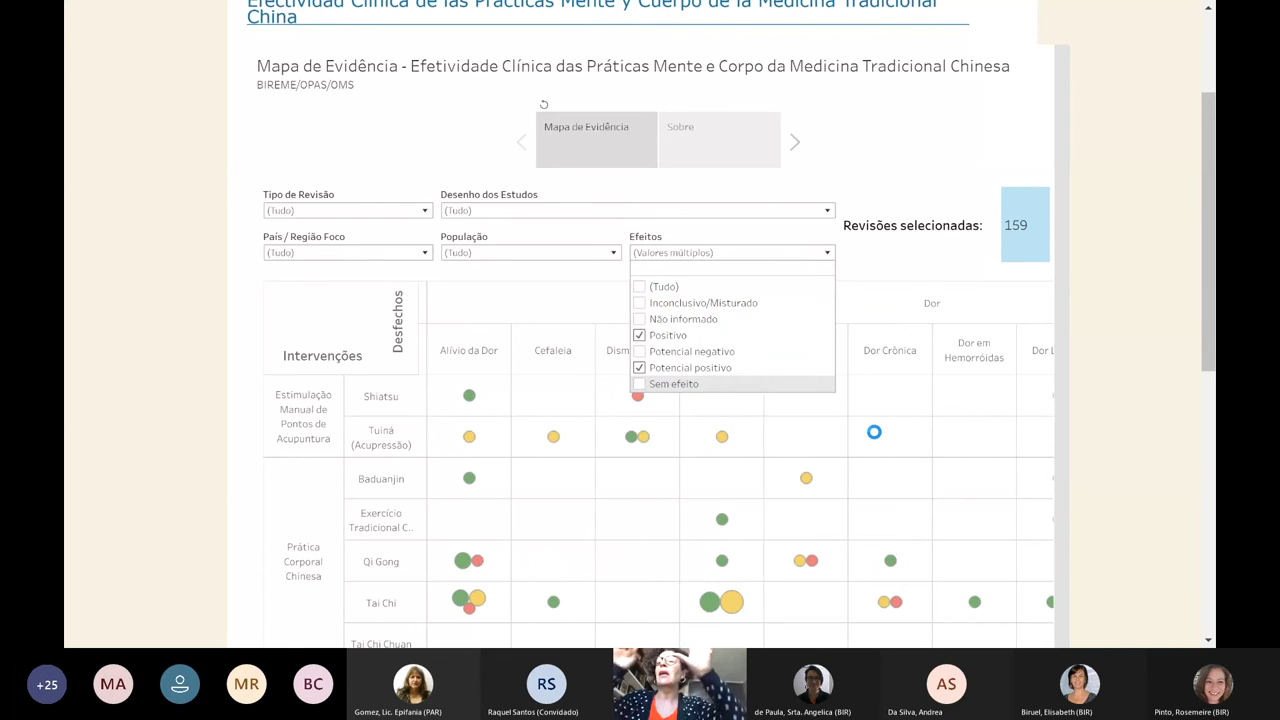 Efectividad Clínica de las Prácticas Mente y Cuerpo de la Medicina Tradicional
China
Mapa de Evidência - Efetividade Clínica das Práticas Mente e Corpo da Medicina Tradicional Chinesa
BIREME/OPAS/OMS
Mapa de Evidência
Sobre
Tipo de Revisão
Desenho dos Estudos
(Tudo)
(Tudo)
Revisões selecionadas:
159
País / Região Foco
População
Efeitos
(Tudo)
(Tudo)
(Valores múltiplos)
(Tudo)
Inconclusivo/Misturado
Não informado
Positivo
Potencial negativo
Potencial positivo
Sem efeito
Desfechos
Intervenções
Dor
Alívio da Dor
Cefaleia
Dism
Dor Crônica
Dor em
Hemorróidas
Dor L
Estimulação
Manual de
Pontos de
Acupuntura
Shiatsu
Tuiná
(Acupressão)
Prática
Corporal
Chinesa
Baduanjin
Exercício
Tradicional C..
Qi Gong
Tai Chi
Tai Chi Chuan
+25
MA
MR
BC
Gomez, Lic. Epifania (PAR)
RS
Raquel Santos (Convidado)
de Paula, Srta. Angelica (BIR)
AS
Da Silva, Andrea
Biruel, Elisabeth (BIR)
Pinto, Rosemeire (BIR)